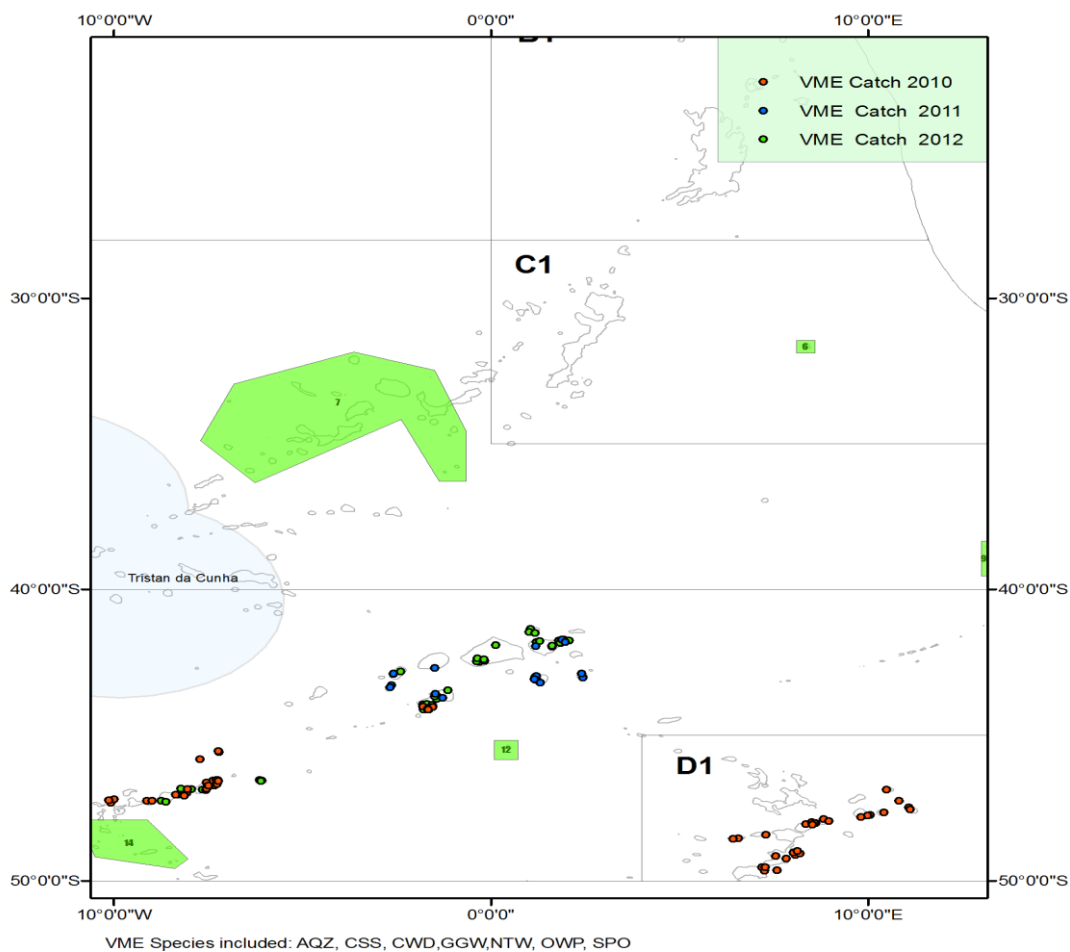 10°0'0"W 0°0'0" 10°0'0"E
VME Catch 2010
VME Catch 2011
VME Catch 2012
C1
30°0'0"S 30°0'0"S
6
7
40°0'0"S 40°0'0"S
Tristan da Cunha
12
D1
14
50°0'0"S 50°0'0"S
10°0'0"W 0°0'0" 10°0'0"E
VME Species included: AQZ, CSS, CWD,GGW,NTW, OWP, SPO